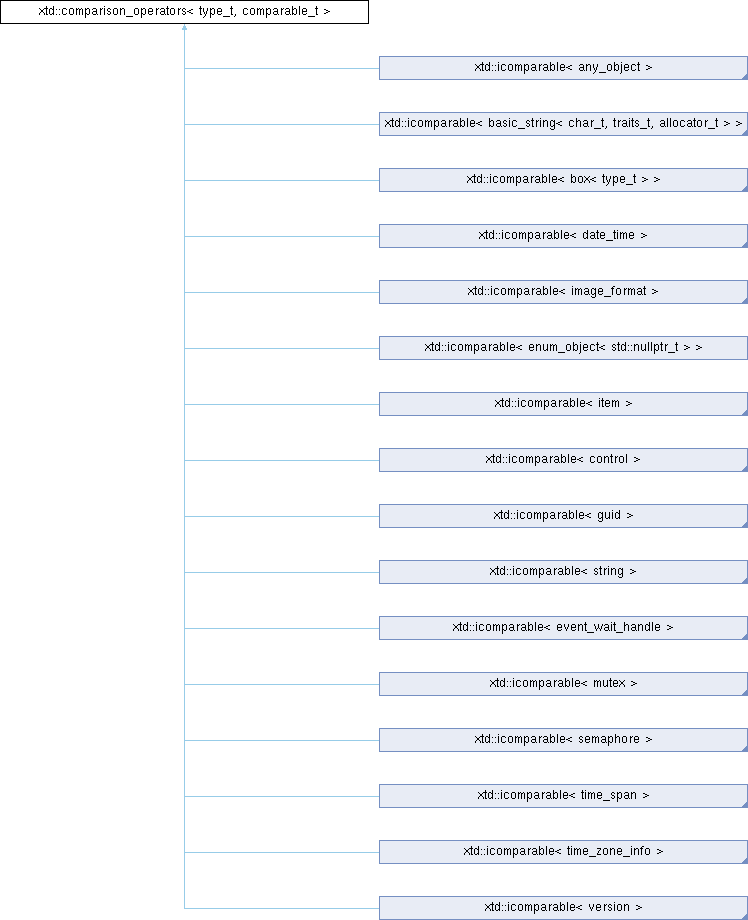 xtd::comparison_operators< type_t, comparable_t >
xtd::icomparable< any_object >
xtd::icomparable< basic_string< char_t, traits_t, allocator_t > >
xtd::icomparable< box< type_t > >
xtd::icomparable< date_time >
xtd::icomparable< image_format >
xtd::icomparable< enum_object< std::nullptr_t > >
xtd::icomparable< item >
xtd::icomparable< control >
xtd::icomparable< guid >
xtd::icomparable< string >
xtd::icomparable< event_wait_handle >
xtd::icomparable< mutex >
xtd::icomparable< semaphore >
xtd::icomparable< time_span >
xtd::icomparable< time_zone_info >
xtd::icomparable< version >